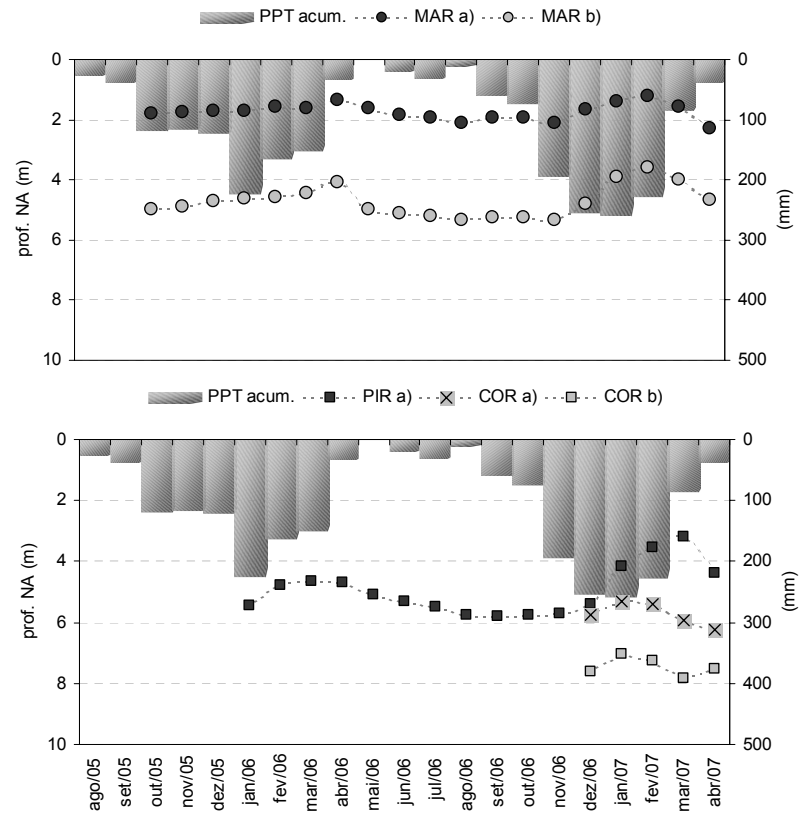 PPT acum. MAR a) MAR b)
0 0
2 100
4 200
6 300
8 400
10 500
prof. NA (m)
(mm)
PPT acum. PIR a) COR a) COR b)
0 0
2 100
4 200
6 300
8 400
10 500
prof. NA (m)
(mm)
ago/05 set/05 out/05 nov/05 dez/05 jan/06 fev/06 mar/06 abr/06 mai/06 jun/06 jul/06 ago/06 set/06 out/06 nov/06 dez/06 jan/07 fev/07 mar/07 abr/07